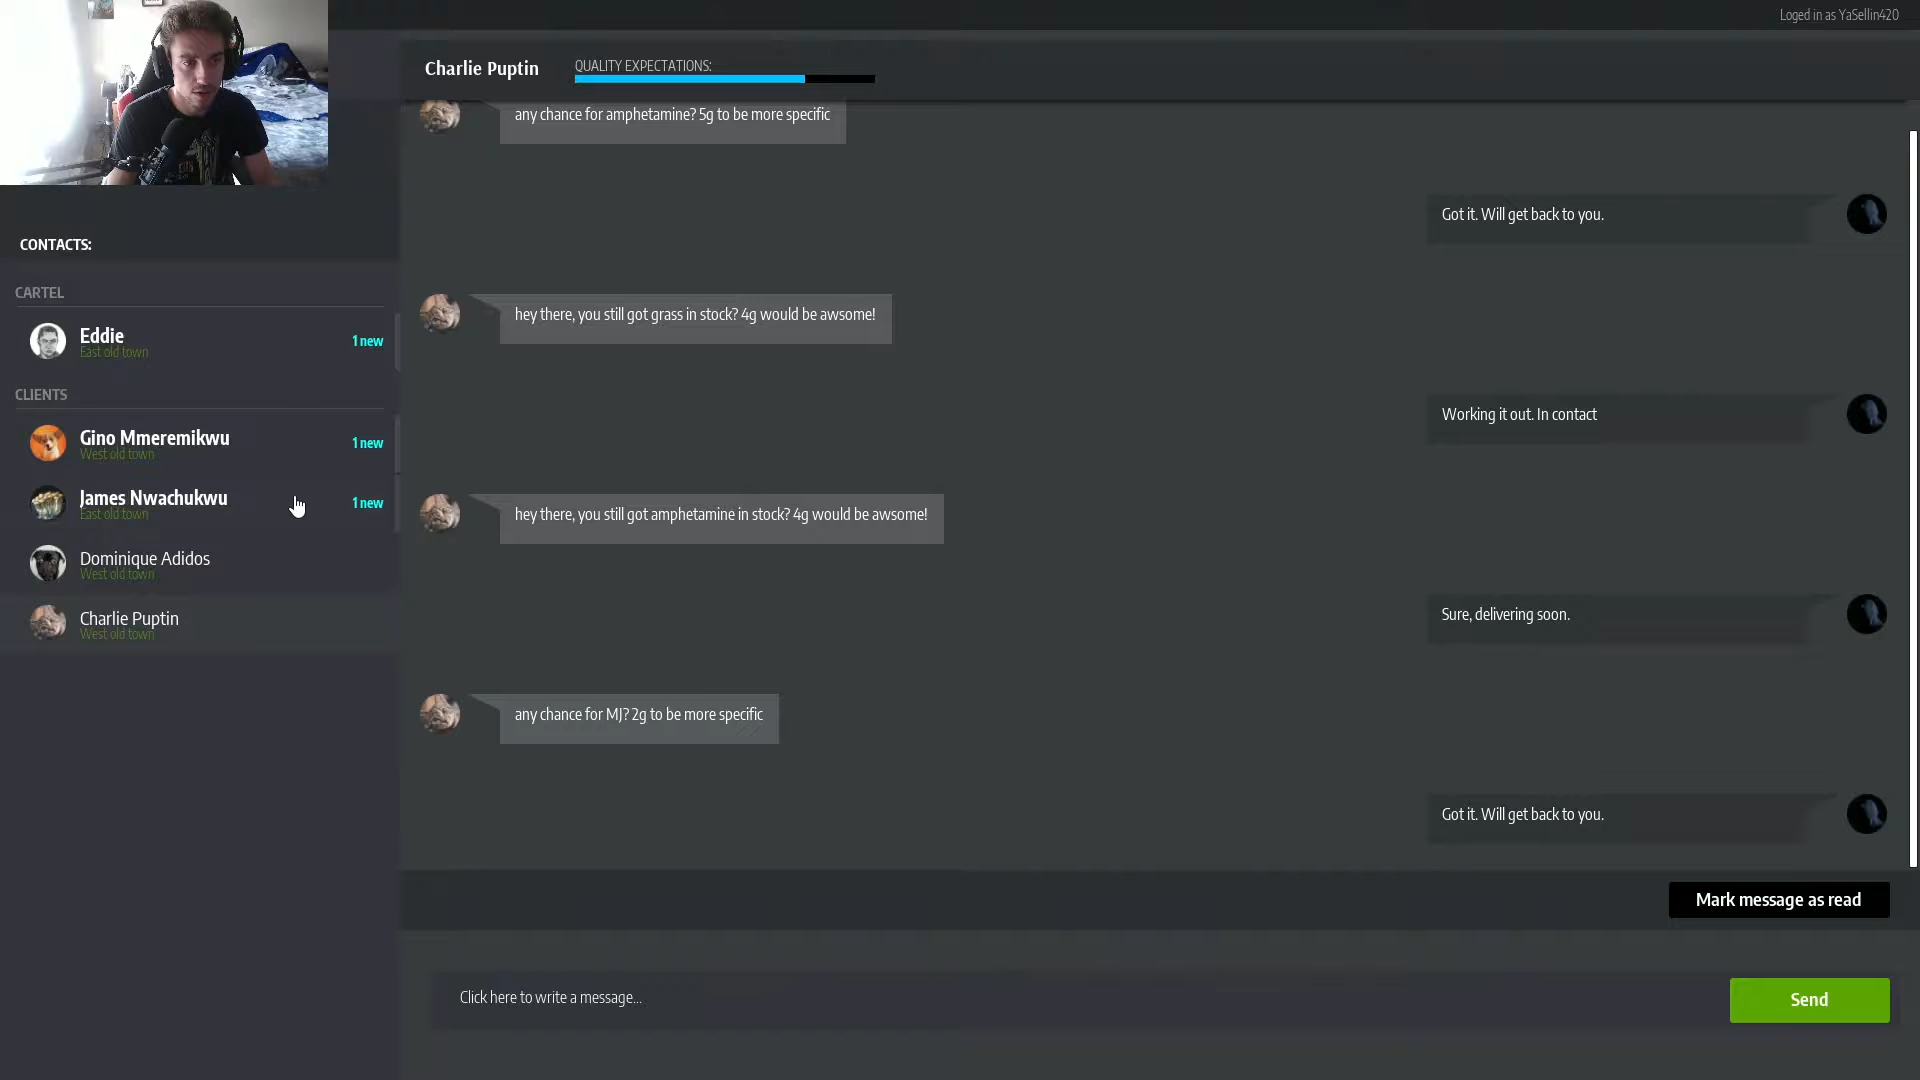 Loged in as YaSellin420
Charlie Puptin
QUALITY EXPECTATIONS:
any chance for amphetamine? 5g to be more specific
Got it. Will get back to you.
CONTACTS:
CARTEL
Eddie
1 new
East old town
CLIENTS
Gino Mmeremikwu
1 new
West old town
James Nwachukwu
1 new
East old town
Dominique Adidos
West old town
Charlie Puptin
West old town
hey there, you still got grass in stock? 4g would be awsome!
Working it out. In contact
hey there, you still got amphetamine in stock? 4g would be awsome!
Sure, delivering soon.
any chance for MJ? 2g to be more specific
Got it. Will get back to you.
Mark message as read
Click here to write a message...
Send